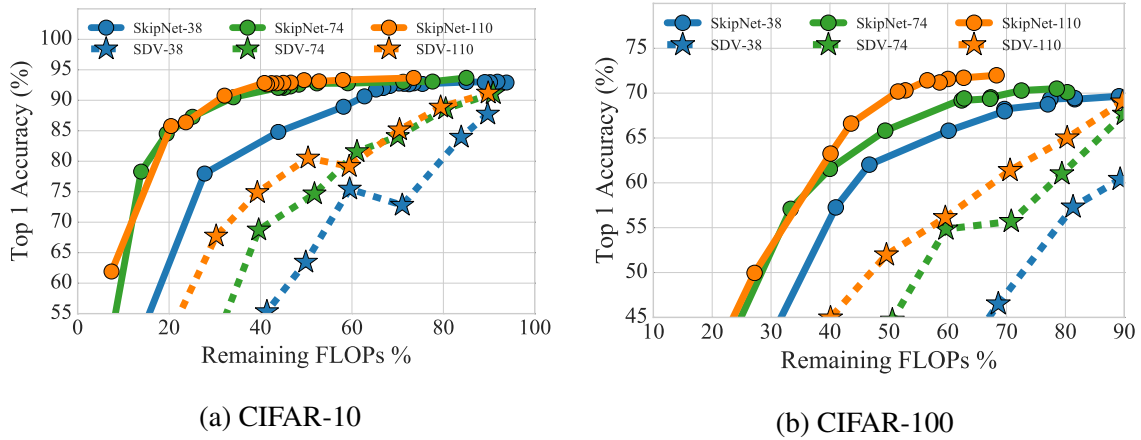 SkipNet-38 SkipNet-74 SkipNet-110
SDV-38 SDV-74 SDV-110
Top 1 Accuracy (%)
100
95
90
85
80
75
70
65
60
55
0 20 40 60 80 100
Remaining FLOPs %
(a) CIFAR-10
SkipNet-38 SkipNet-74 SkipNet-110
SDV-38 SDV-74 SDV-110
Top 1 Accuracy (%)
80
75
70
65
60
55
50
45
10 20 30 40 50 60 70 80 90
Remaining FLOPs %
(b) CIFAR-100